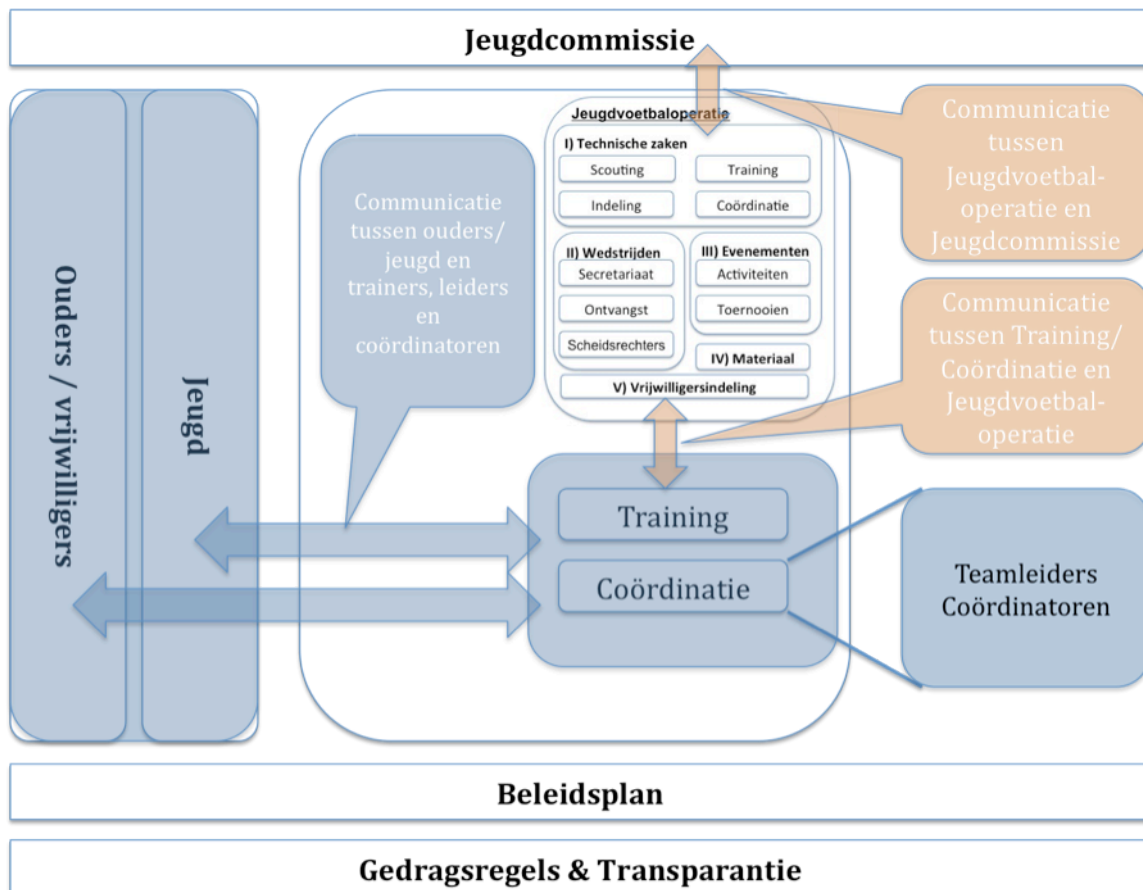 Jeugdcommissie
Ouders / vrijwilligers
Jeugd
Communicatie
tussen ouders/
jeugd en
trainers, leiders
en
coördinatoren
Jeugdvoetbaloperatie
I) Technische zaken
Scouting
Training
Indeling
Coördinatie
II) Wedstrijden
Secretariaat
Ontvangst
Scheidsrechters
III) Evenementen
Activiteiten
Toernooien
IV) Materiaal
V) Vrijwilligersindeling
Communicatie
tussen
Jeugdvoetbal-
operatie en
Jeugdcommissie
Communicatie
tussen Training/
Coördinatie en
Jeugdvoetbal-
operatie
Training
Coördinatie
Teamleiders
Coördinatoren
Beleidsplan
Gedragsregels & Transparantie